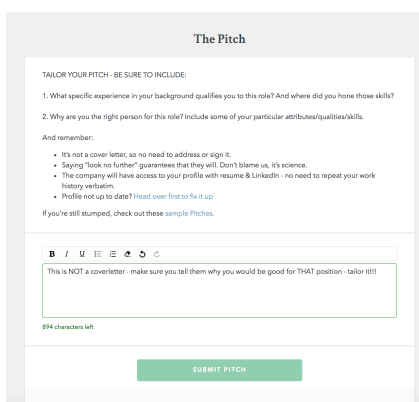 The Pitch
TAILOR YOUR PITCH - BE SURE TO INCLUDE:
1. What specific experience in your background qualifies you to this role? And where did you hone those skills?
2. Why are you the right person for this role? Include some of your particular attributes/qualities/skills.
And remember:
It's not a cover letter, so no need to address or sign it.
Saying "look no further" guarantees that they will. Don't blame us, it's science.
The company will have access to your profile with resume & LinkedIn - no need to repeat your work
history verbatim.
Profile not up to date? Head over first to fix it up
If you're still stumped, check out these sample Pitches.
B I U
This is NOT a coverletter - make sure you tell them why you would be good for THAT position - tailor it!!!
894 characters left
SUBMIT PITCH